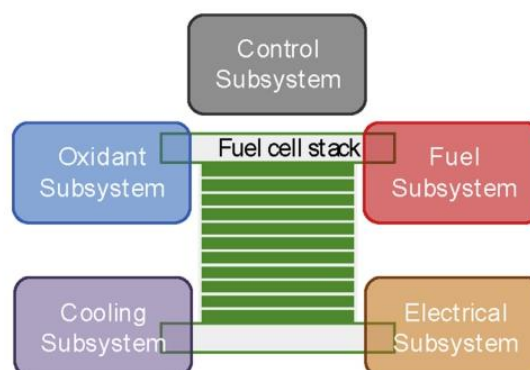 Control
Subsystem
Oxidant
Subsystem
Fuel cell stack
Fuel
Subsystem
Cooling
Subsystem
Electrical
Subsystem